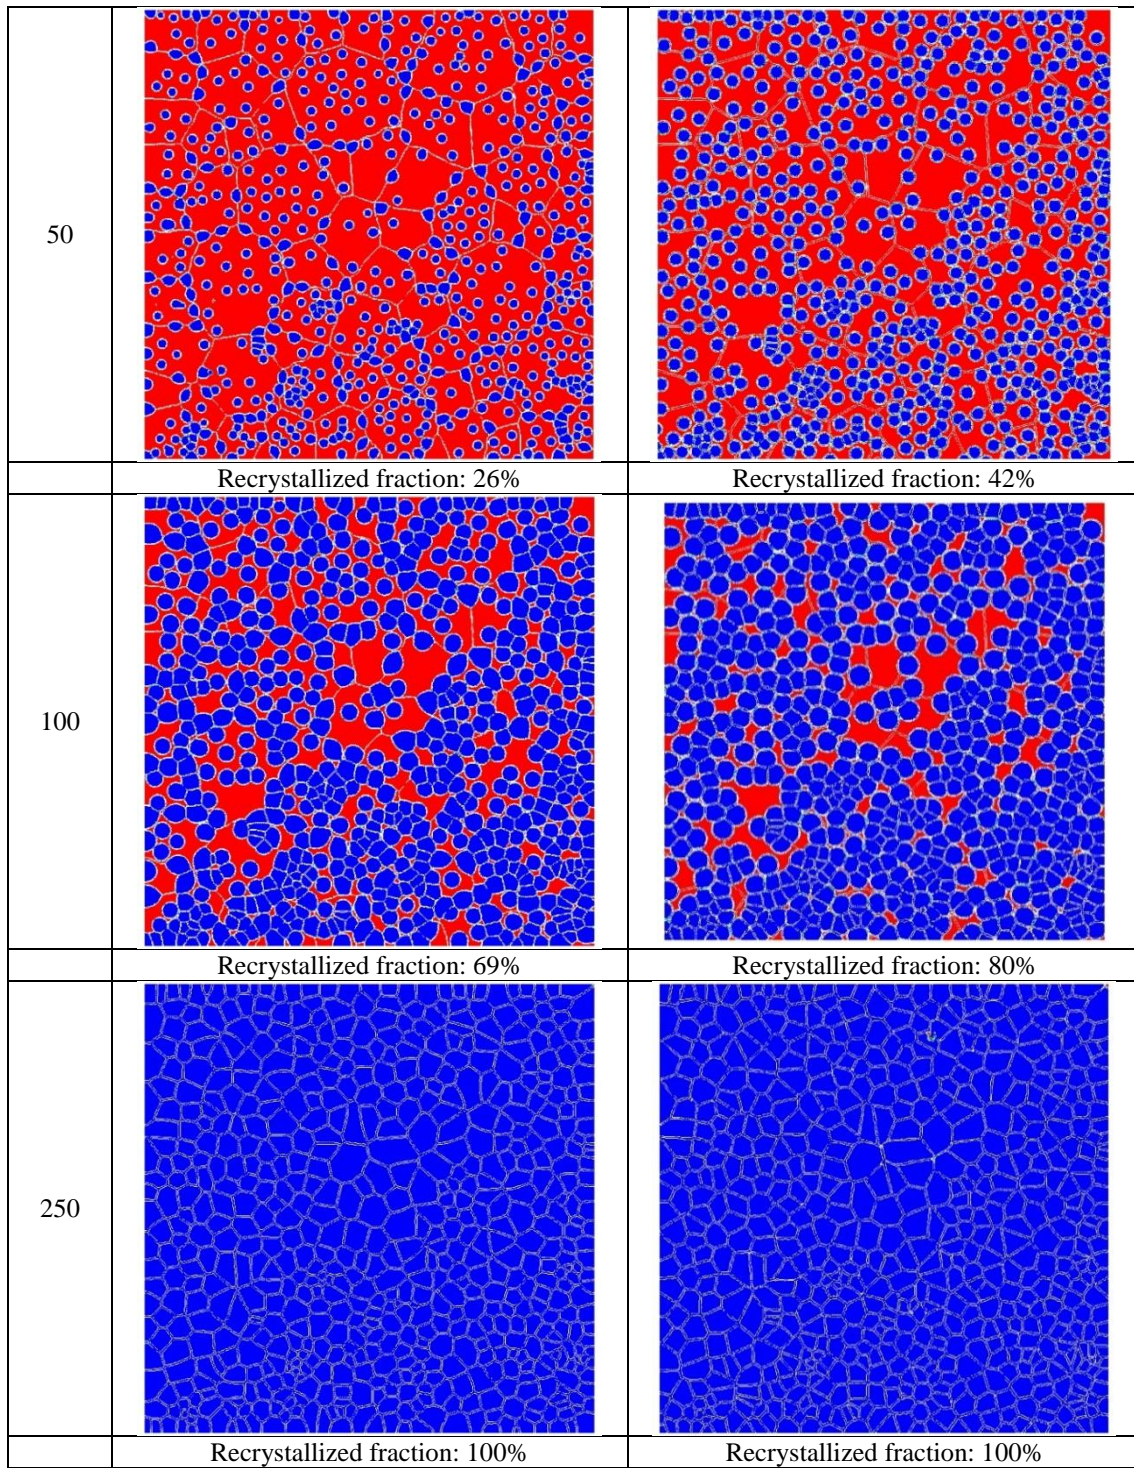 50
Recrystallized fraction: 26%
Recrystallized fraction: 42%
100
Recrystallized fraction: 69%
Recrystallized fraction: 80%
250
Recrystallized fraction: 100%
Recrystallized fraction: 100%